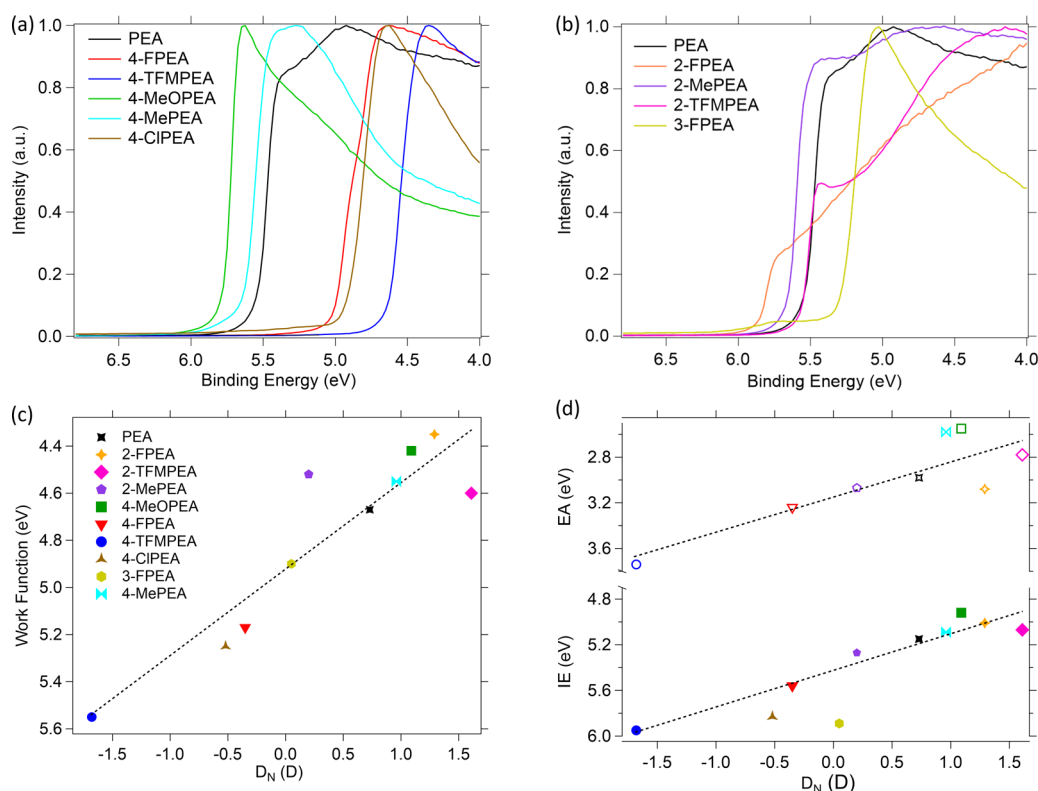 (a)
PEA
4-FPEA
4-TFMPEA
4-MeOPEA
4-MePEA
4-ClPEA
Intensity (a.u.)
1.0
0.8
0.6
0.4
0.2
0.0
6.5 6.0 5.5 5.0 4.5 4.0
Binding Energy (eV)
(b)
PEA
2-FPEA
2-MePEA
2-TFMPEA
3-FPEA
Intensity (a.u.)
1.0
0.8
0.6
0.4
0.2
0.0
6.5 6.0 5.5 5.0 4.5 4.0
Binding Energy (eV)
(c)
PEA
2-FPEA
2-TFMPEA
2-MePEA
4-MeOPEA
4-FPEA
4-TFMPEA
4-ClPEA
3-FPEA
4-MePEA
Work Function (eV)
4.4
4.6
4.8
5.0
5.2
5.4
5.6
-1.5 -1.0 -0.5 0.0 0.5 1.0 1.5
DN (D)
(d)
EA (eV)
2.8
3.2
3.6
IE (eV)
4.8
5.2
5.6
6.0
-1.5 -1.0 -0.5 0.0 0.5 1.0 1.5
DN (D)